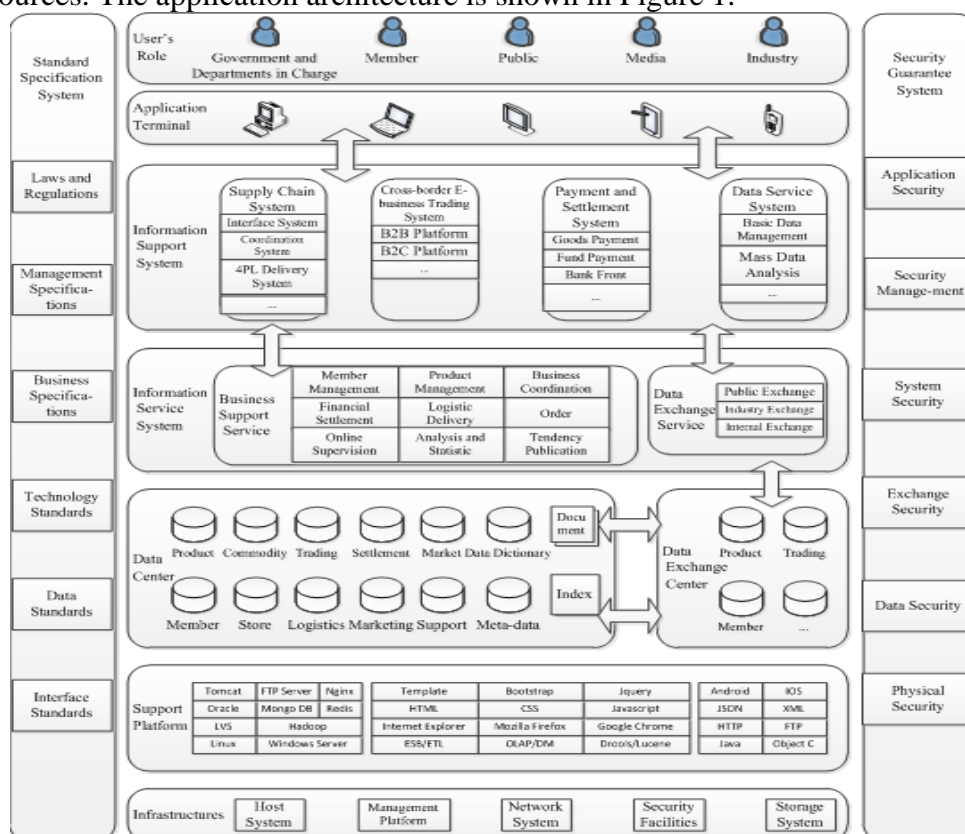 ources. The application architecture is shown in Figure 1.
Standard
Specification
System
Laws and
Regulations
Management
Specifica-
tions
Business
Specifica-
tions
Technology
Standards
Data
Standards
Interface
Standards
User's
Role
Government and
Departments in Charge
Member
Public
Media
Industry
Application
Terminal
Information
Support
System
Supply Chain
System
Interface System
Coordination
System
4PL Delivery
System
...
Cross-border E-
business Trading
System
B2B Platform
B2C Platform
...
Payment and
Settlement
System
Goods Payment
Fund Payment
Bank Front
...
Data Service
System
Basic Data
Management
Mass Data
Analysis
...
Information
Service
System
Business
Support
Service
Member
Management
Product
Management
Business
Coordination
Financial
Settlement
Logistic
Delivery
Order
Online
Supervision
Analysis and
Statistic
Tendency
Publication
Data
Exchange
Service
Public Exchange
Industry Exchange
Internal Exchange
Data
Center
Product
Commodity
Trading
Settlement
Market
Data Dictionary
Docu
ment
Member
Store
Logistics
Marketing
Support
Meta-data
Index
Data
Exchange
Center
Product
Trading
Member
...
Support
Platform
Tomcat
FTP Server
Nginx
Oracle
Mongo DB
Redis
LVS
Hadoop
Linux
Windows Server
Template
Bootstrap
Jquery
HTML
CSS
Javascript
Internet Explorer
Mozilla Firefox
Google Chrome
ESB/ETL
OLAP/DM
Drools/Lucene
Android
IOS
JSON
XML
HTTP
FTP
Java
Object C
Infrastructures
Host
System
Management
Platform
Network
System
Security
Facilities
Storage
System
Security
Guarantee
System
Application
Security
Security
Manage-ment
System
Security
Exchange
Security
Data Security
Physical
Security